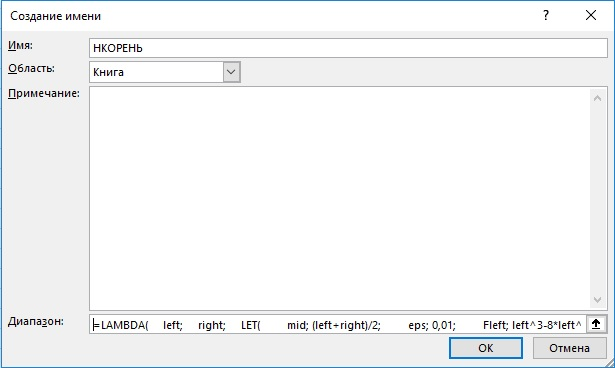 Создание имени ?
Имя: НКОРЕНЬ
Область: Книга
Примечание:
Диапазон: =LAMBDA( left; right; LET( mid; (left+right)/2; eps; 0,01; Fleft; left^3-8*left^
ОК Отмена